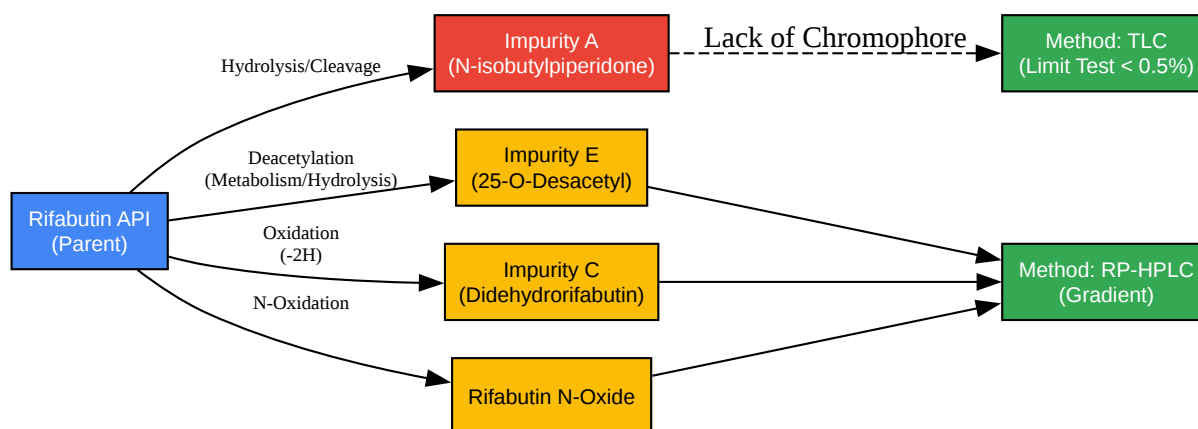 Rifabutin API
(Parent)
Hydrolysis/Cleavage
Deacetylation
(Metabolism/Hydrolysis)
Oxidation
(-2H)
N-Oxidation
Impurity A
(N-isobutylpiperidone)
Impurity E
(25-O-Desacetyl)
Impurity C
(Didehydrorifabutin)
Rifabutin N-Oxide
Lack of Chromophore
Method: TLC
(Limit Test < 0.5%)
Method: RP-HPLC
(Gradient)